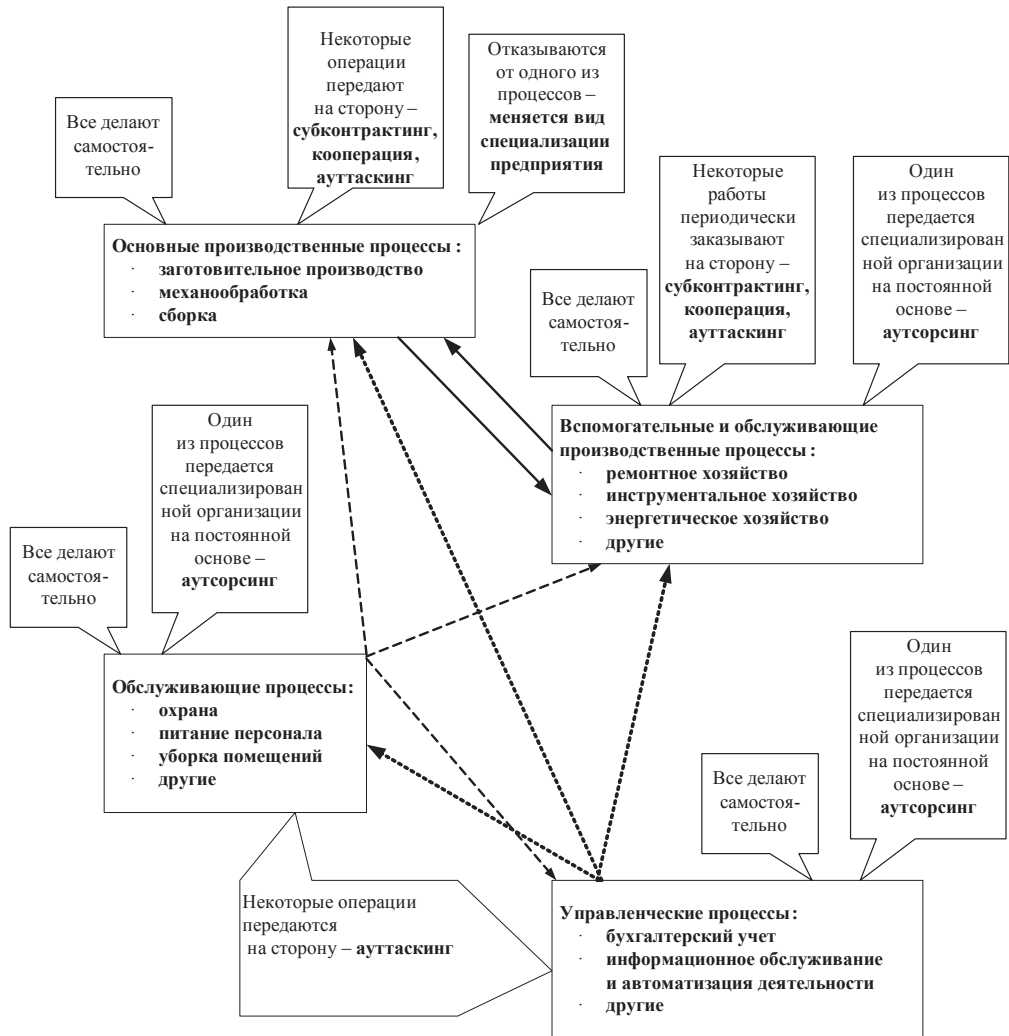 Некоторые
операции
передают
на сторону –
субконтрактинг,
кооперация,
ауттаскинг
Отказываются
от одного из
процессов –
меняется вид
специализации
предприятия
Все делают
самостоя-
тельно
Основные производственные процессы :
· заготовительное производство
· механообработка
· сборка
Некоторые
работы
периодически
заказывают
на сторону –
субконтрактинг,
кооперация,
ауттаскинг
Один
из процессов
передается
специализирован
ной организации
на постоянной
основе –
аутсорсинг
Все делают
самостоя-
тельно
Вспомогательные и обслуживающие
производственные процессы :
· ремонтное хозяйство
· инструментальное хозяйство
· энергетическое хозяйство
· другие
Один
из процессов
передается
специализирован
ной организации
на постоянной
основе –
аутсорсинг
Все делают
самостоя-
тельно
Обслуживающие процессы:
· охрана
· питание персонала
· уборка помещений
· другие
Один
из процессов
передается
специализирован
ной организации
на постоянной
основе –
аутсорсинг
Все делают
самостоя-
тельно
Некоторые операции
передаются
на сторону – ауттаскинг
Управленческие процессы :
· бухгалтерский учет
· информационное обслуживание
и автоматизация деятельности
· другие